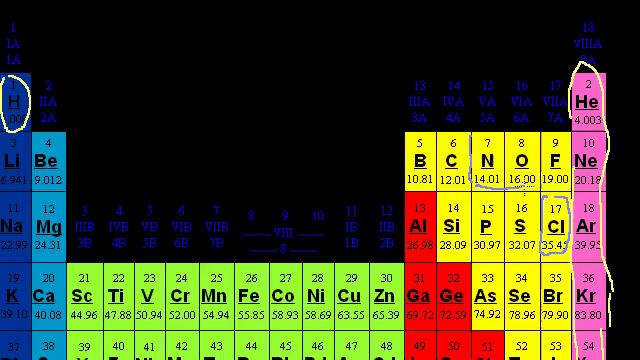 1 18
IA VIIIA
1A 8A
1 2 13 14 15 16 17 2
H IIA IIIA IVA VA VIA VIIA He
2A 3A 4A 5A 6A 7A 4.003
3 4 5 6 7 8 9 10
Li Be B C N O F Ne
6.941 9.012 10.81 12.01 14.01 16.00 19.00 20.18
11 12 3 4 5 6 7 8 9 10 11 12 13 14 15 16 17 18
Na Mg IIIB IVB VB VIB VIIB VIII IB IIB Al Si P S Cl Ar
22.99 24.31 3B 4B 5B 6B 7B 8 1B 2B 26.98 28.09 30.97 32.07 35.45 39.95
19 20 21 22 23 24 25 26 27 28 29 30 31 32 33 34 35 36
K Ca Sc Ti V Cr Mn Fe Co Ni Cu Zn Ga Ge As Se Br Kr
39.10 40.08 44.96 47.88 50.94 52.00 54.94 55.85 58.93 58.69 63.55 65.39 69.72 72.59 74.92 78.96 79.90 83.80
37 38 39 40 41 42 43 44 45 46 47 48 49 50 51 52 53 54